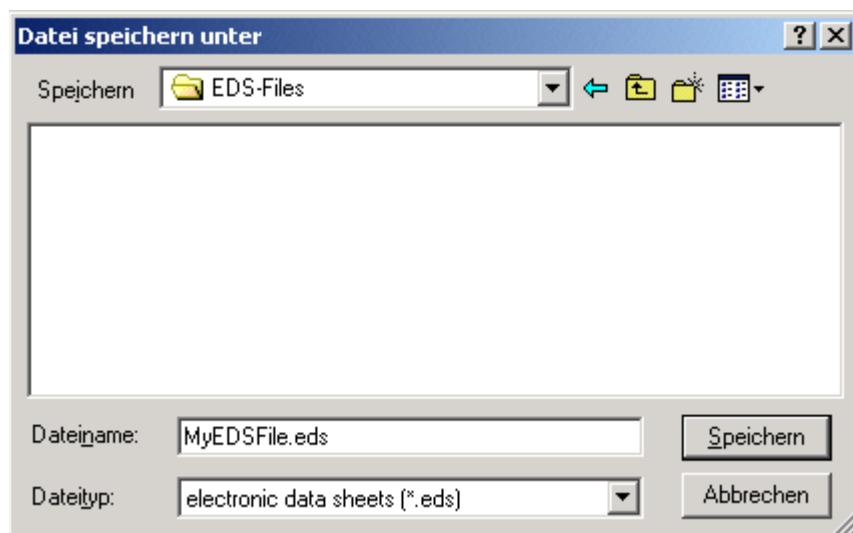 Datei speichern unter
Speichern EDS-Files
Dateiname: MyEDSFile.eds Speichern
Dateityp: electronic data sheets (*.eds) Abbrechen